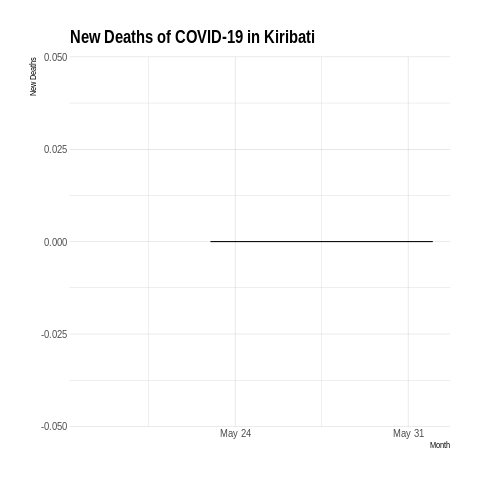 New Deaths of COVID-19 in Kiribati
New Deaths
0.050
0.025
0.000
-0.025
-0.050
May 24
May 31
Month